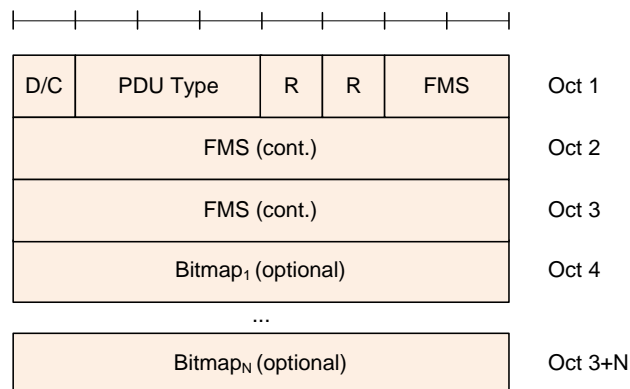 D/C PDU Type R R FMS Oct 1
FMS (cont.) Oct 2
FMS (cont.) Oct 3
Bitmap₁ (optional) Oct 4
...
Bitmapₙ (optional) Oct 3+N